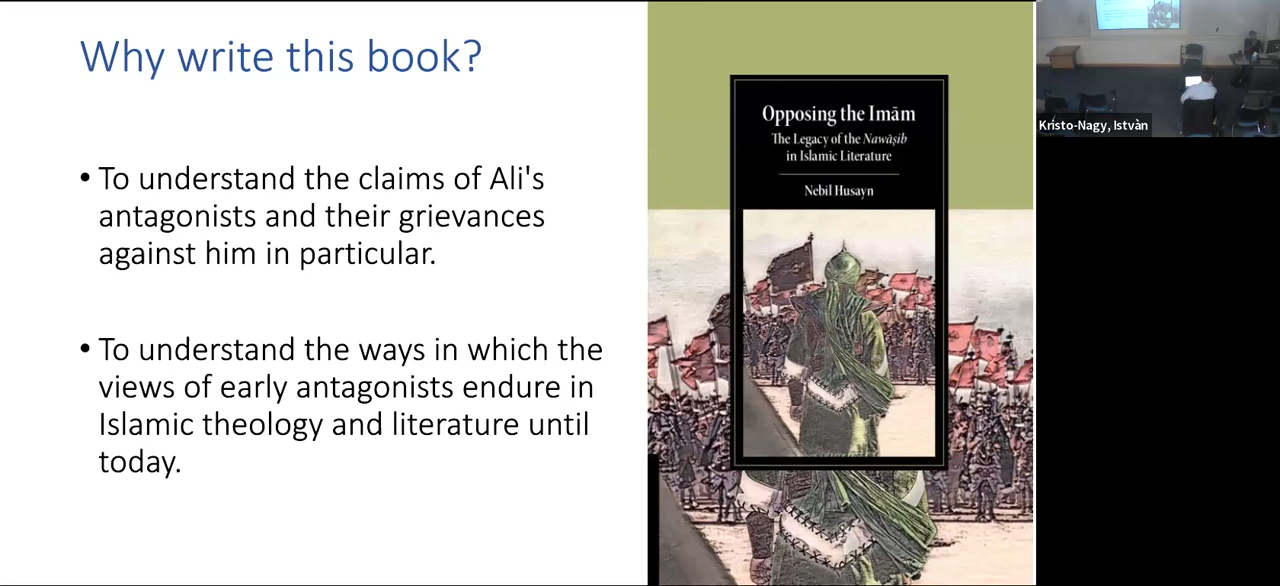 Why write this book?
• To understand the claims of Ali's
antagonists and their grievances
against him in particular.
• To understand the ways in which the
views of early antagonists endure in
Islamic theology and literature until
today.
Opposing the Imām
The Legacy of the Nawāṣib
in Islamic Literature
Nebil Husayn
Kristo-Nagy, Istvàn